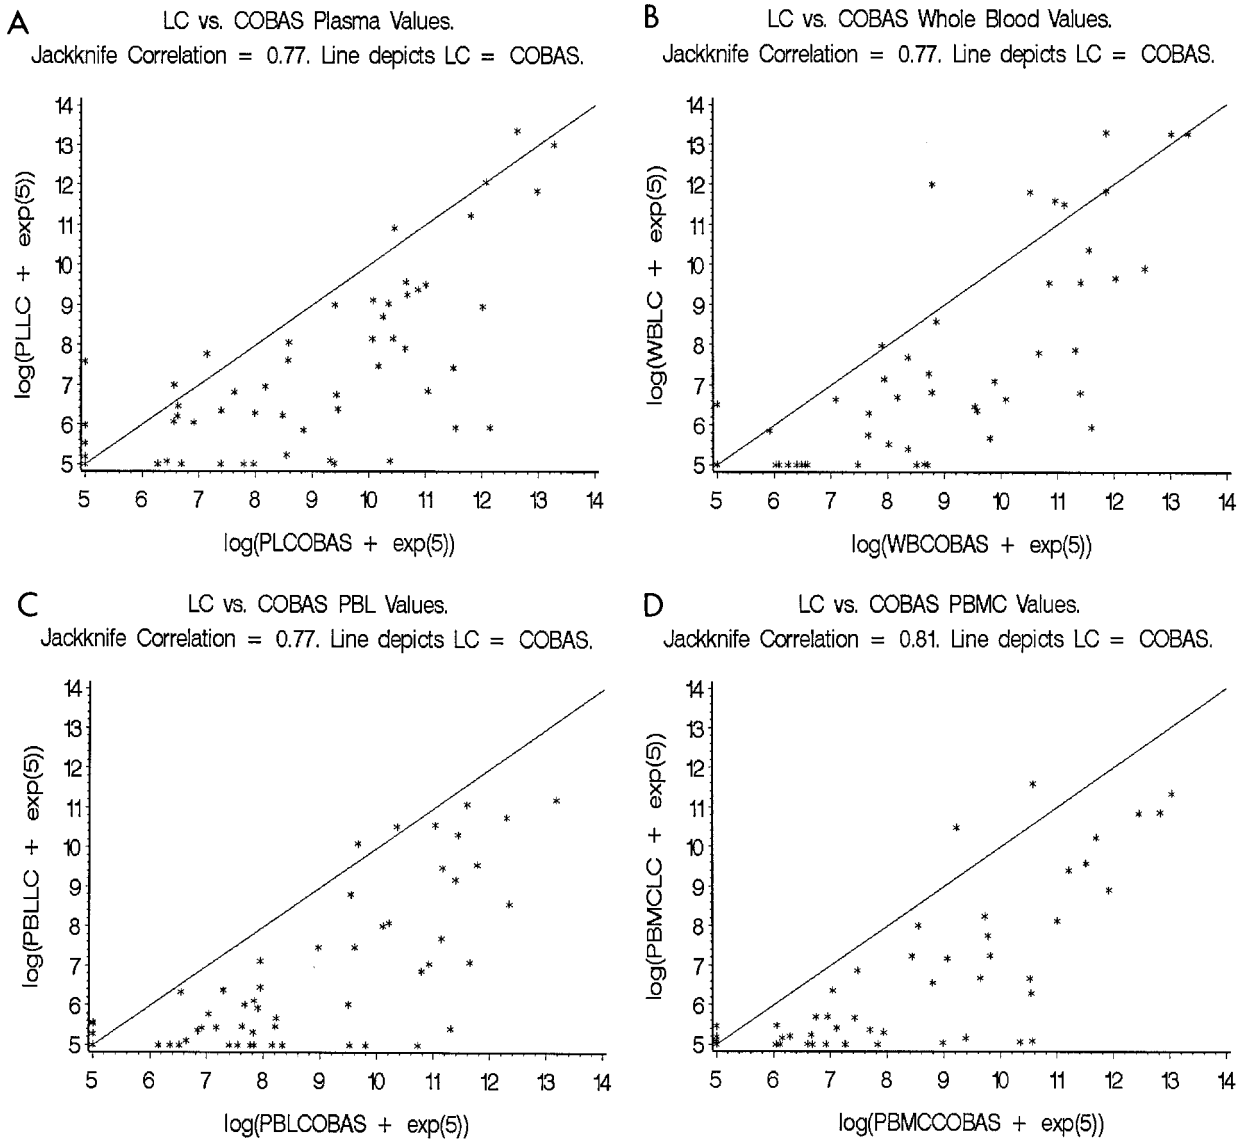 A
LC vs. COBAS Plasma Values.
Jackknife Correlation = 0.77. Line depicts LC = COBAS.
14
13
12
11
10
9
8
7
6
5
log(PLLC + exp(5))
5 6 7 8 9 10 11 12 13 14
log(PLCOBAS + exp(5))
B
LC vs. COBAS Whole Blood Values.
Jackknife Correlation = 0.77. Line depicts LC = COBAS.
14
13
12
11
10
9
8
7
6
5
log(WBLC + exp(5))
5 6 7 8 9 10 11 12 13 14
log(WBCOBAS + exp(5))
C
LC vs. COBAS PBL Values.
Jackknife Correlation = 0.77. Line depicts LC = COBAS.
14
13
12
11
10
9
8
7
6
5
log(PBLLC + exp(5))
5 6 7 8 9 10 11 12 13 14
log(PBLCOBAS + exp(5))
D
LC vs. COBAS PBMC Values.
Jackknife Correlation = 0.81. Line depicts LC = COBAS.
14
13
12
11
10
9
8
7
6
5
log(PBMCLC + exp(5))
5 6 7 8 9 10 11 12 13 14
log(PBMCCOBAS + exp(5))